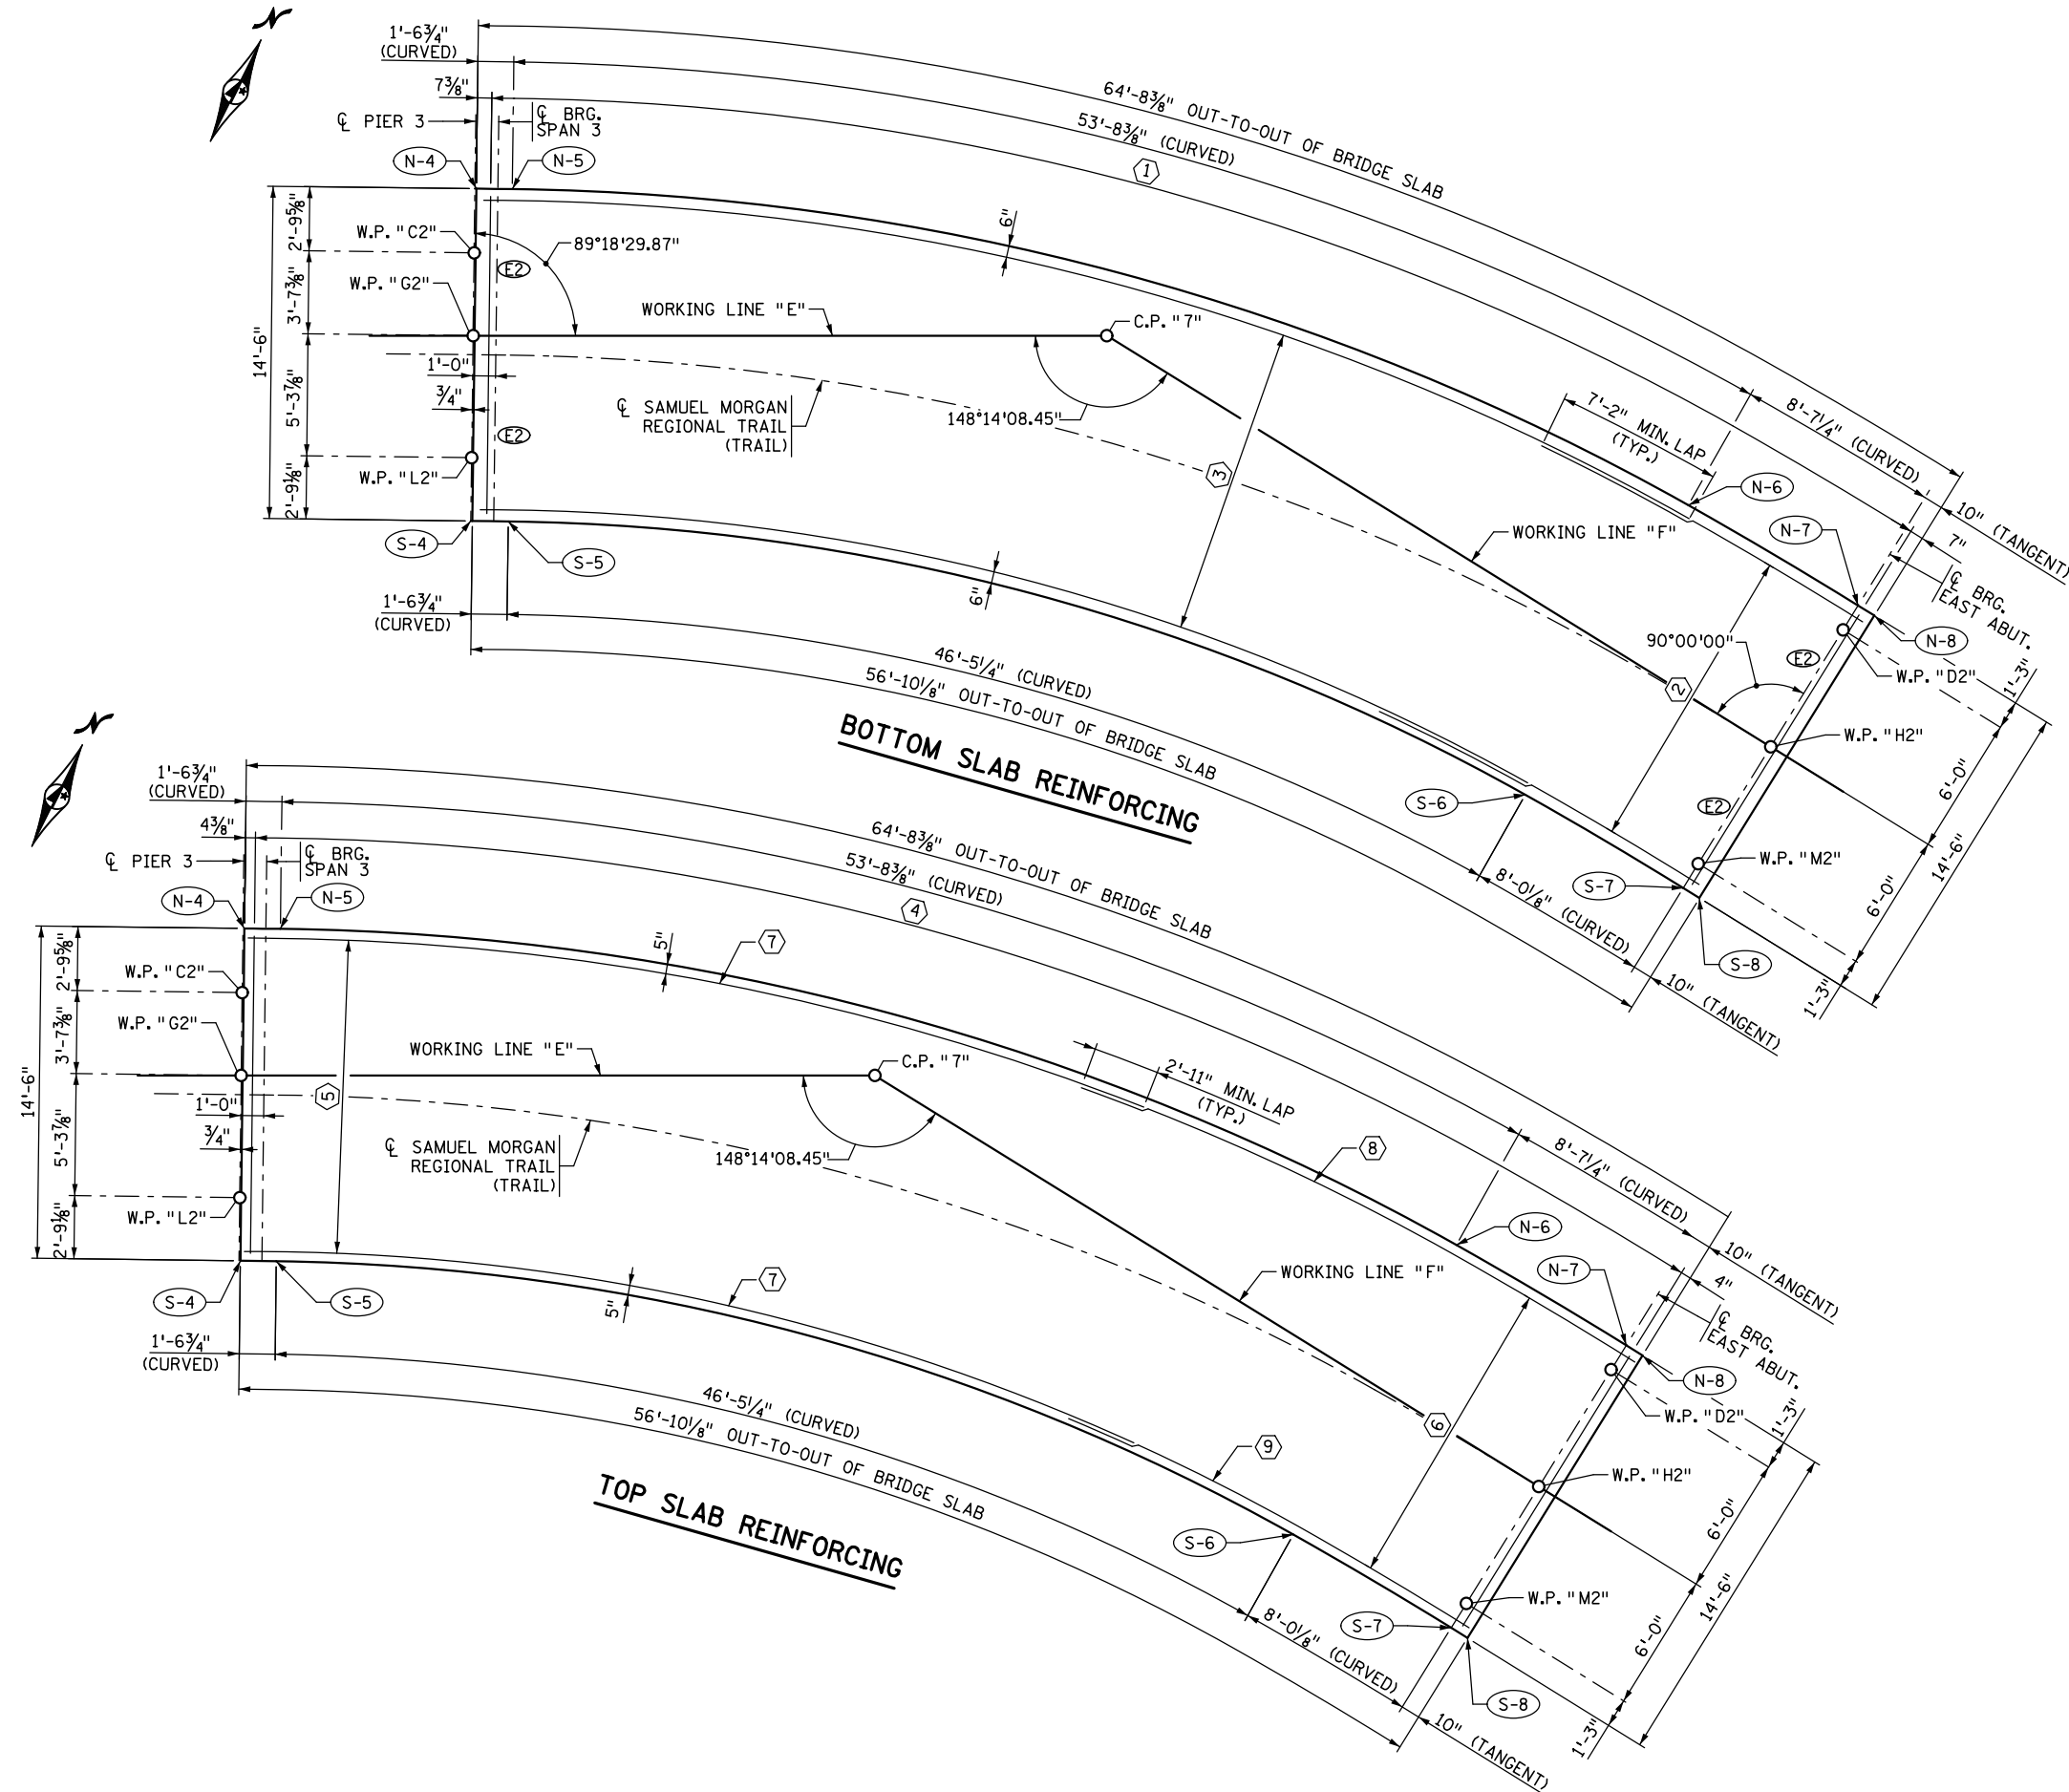 N
1'-6¾"
(CURVED)
7⅜"
℄ PIER 3
℄ BRG.
SPAN 3
N-4
N-5
64'-8⅜" OUT-TO-OUT OF BRIDGE SLAB
53'-8⅜" (CURVED)
1
14'-6"
2'-9⅝"
3'-7⅜"
5'-3⅞"
2'-9⅛"
W.P. "C2"
W.P. "G2"
W.P. "L2"
E2
89°18'29.87"
6"
WORKING LINE "E"
C.P. "7"
1'-0"
¾"
E2
℄ SAMUEL MORGAN
REGIONAL TRAIL
(TRAIL)
148°14'08.45"
3
7'-2" MIN. LAP
(TYP.)
8'-7¼" (CURVED)
10" (TANGENT)
N-6
N-7
7"
℄ BRG.
EAST ABUT.
WORKING LINE "F"
N-8
S-4
S-5
6"
1'-6¾"
(CURVED)
90°00'00"
E2
W.P. "D2"
1'-3"
2
46'-5¼" (CURVED)
56'-10⅛" OUT-TO-OUT OF BRIDGE SLAB
W.P. "H2"
6'-0"
E2
S-6
W.P. "M2"
14'-6"
6'-0"
S-7
8'-0⅛" (CURVED)
S-8
10" (TANGENT)
1'-3"
BOTTOM SLAB REINFORCING
N
1'-6¾"
(CURVED)
4⅜"
℄ PIER 3
℄ BRG.
SPAN 3
N-4
N-5
64'-8⅜" OUT-TO-OUT OF BRIDGE SLAB
53'-8⅜" (CURVED)
4
14'-6"
2'-9⅝"
3'-7⅜"
5'-3⅞"
2'-9⅛"
W.P. "C2"
W.P. "G2"
W.P. "L2"
5"
7
WORKING LINE "E"
C.P. "7"
1'-0"
5
¾"
℄ SAMUEL MORGAN
REGIONAL TRAIL
(TRAIL)
148°14'08.45"
2'-11" MIN. LAP
(TYP.)
8
8'-7¼" (CURVED)
10" (TANGENT)
N-6
N-7
4"
℄ BRG.
EAST ABUT.
WORKING LINE "F"
N-8
7
S-4
S-5
5"
1'-6¾"
(CURVED)
W.P. "D2"
1'-3"
6
9
46'-5¼" (CURVED)
56'-10⅛" OUT-TO-OUT OF BRIDGE SLAB
W.P. "H2"
6'-0"
S-6
W.P. "M2"
14'-6"
6'-0"
S-7
8'-0⅛" (CURVED)
S-8
10" (TANGENT)
1'-3"
TOP SLAB REINFORCING